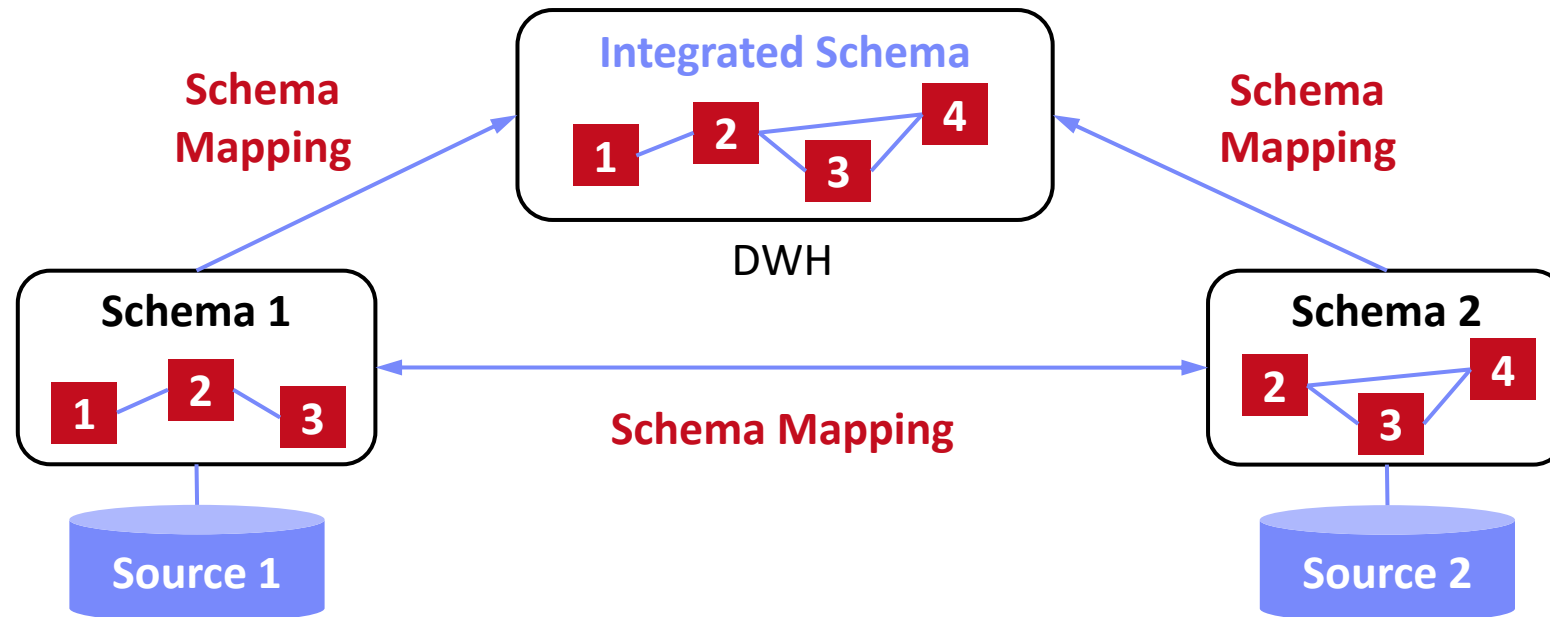 Integrated Schema
1
2
3
4
Schema
Mapping
Schema
Mapping
DWH
Schema 1
1
2
3
Schema Mapping
Schema 2
2
3
4
Source 1
Source 2